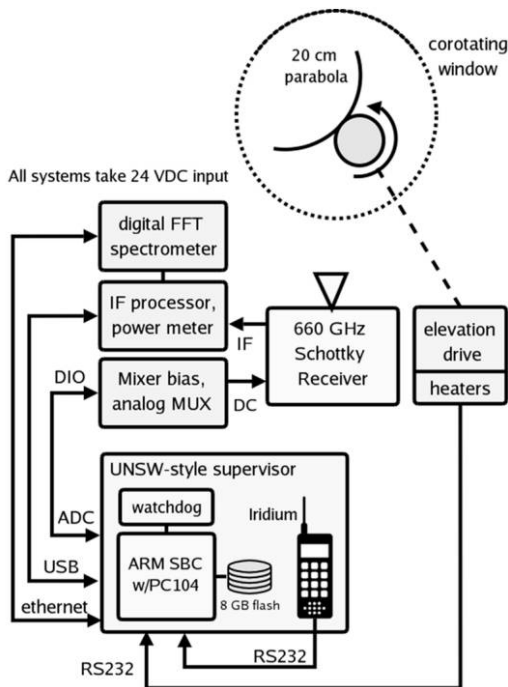 20 cm
parabola
corotating
window
All systems take 24 VDC input
digital FFT
spectrometer
IF processor,
power meter
IF
660 GHz
Schottky
Receiver
elevation
drive
heaters
DIO
Mixer bias,
analog MUX
DC
UNSW-style supervisor
watchdog
Iridium
ADC
ARM SBC
w/PC104
USB
8 GB flash
ethernet
RS232
RS232